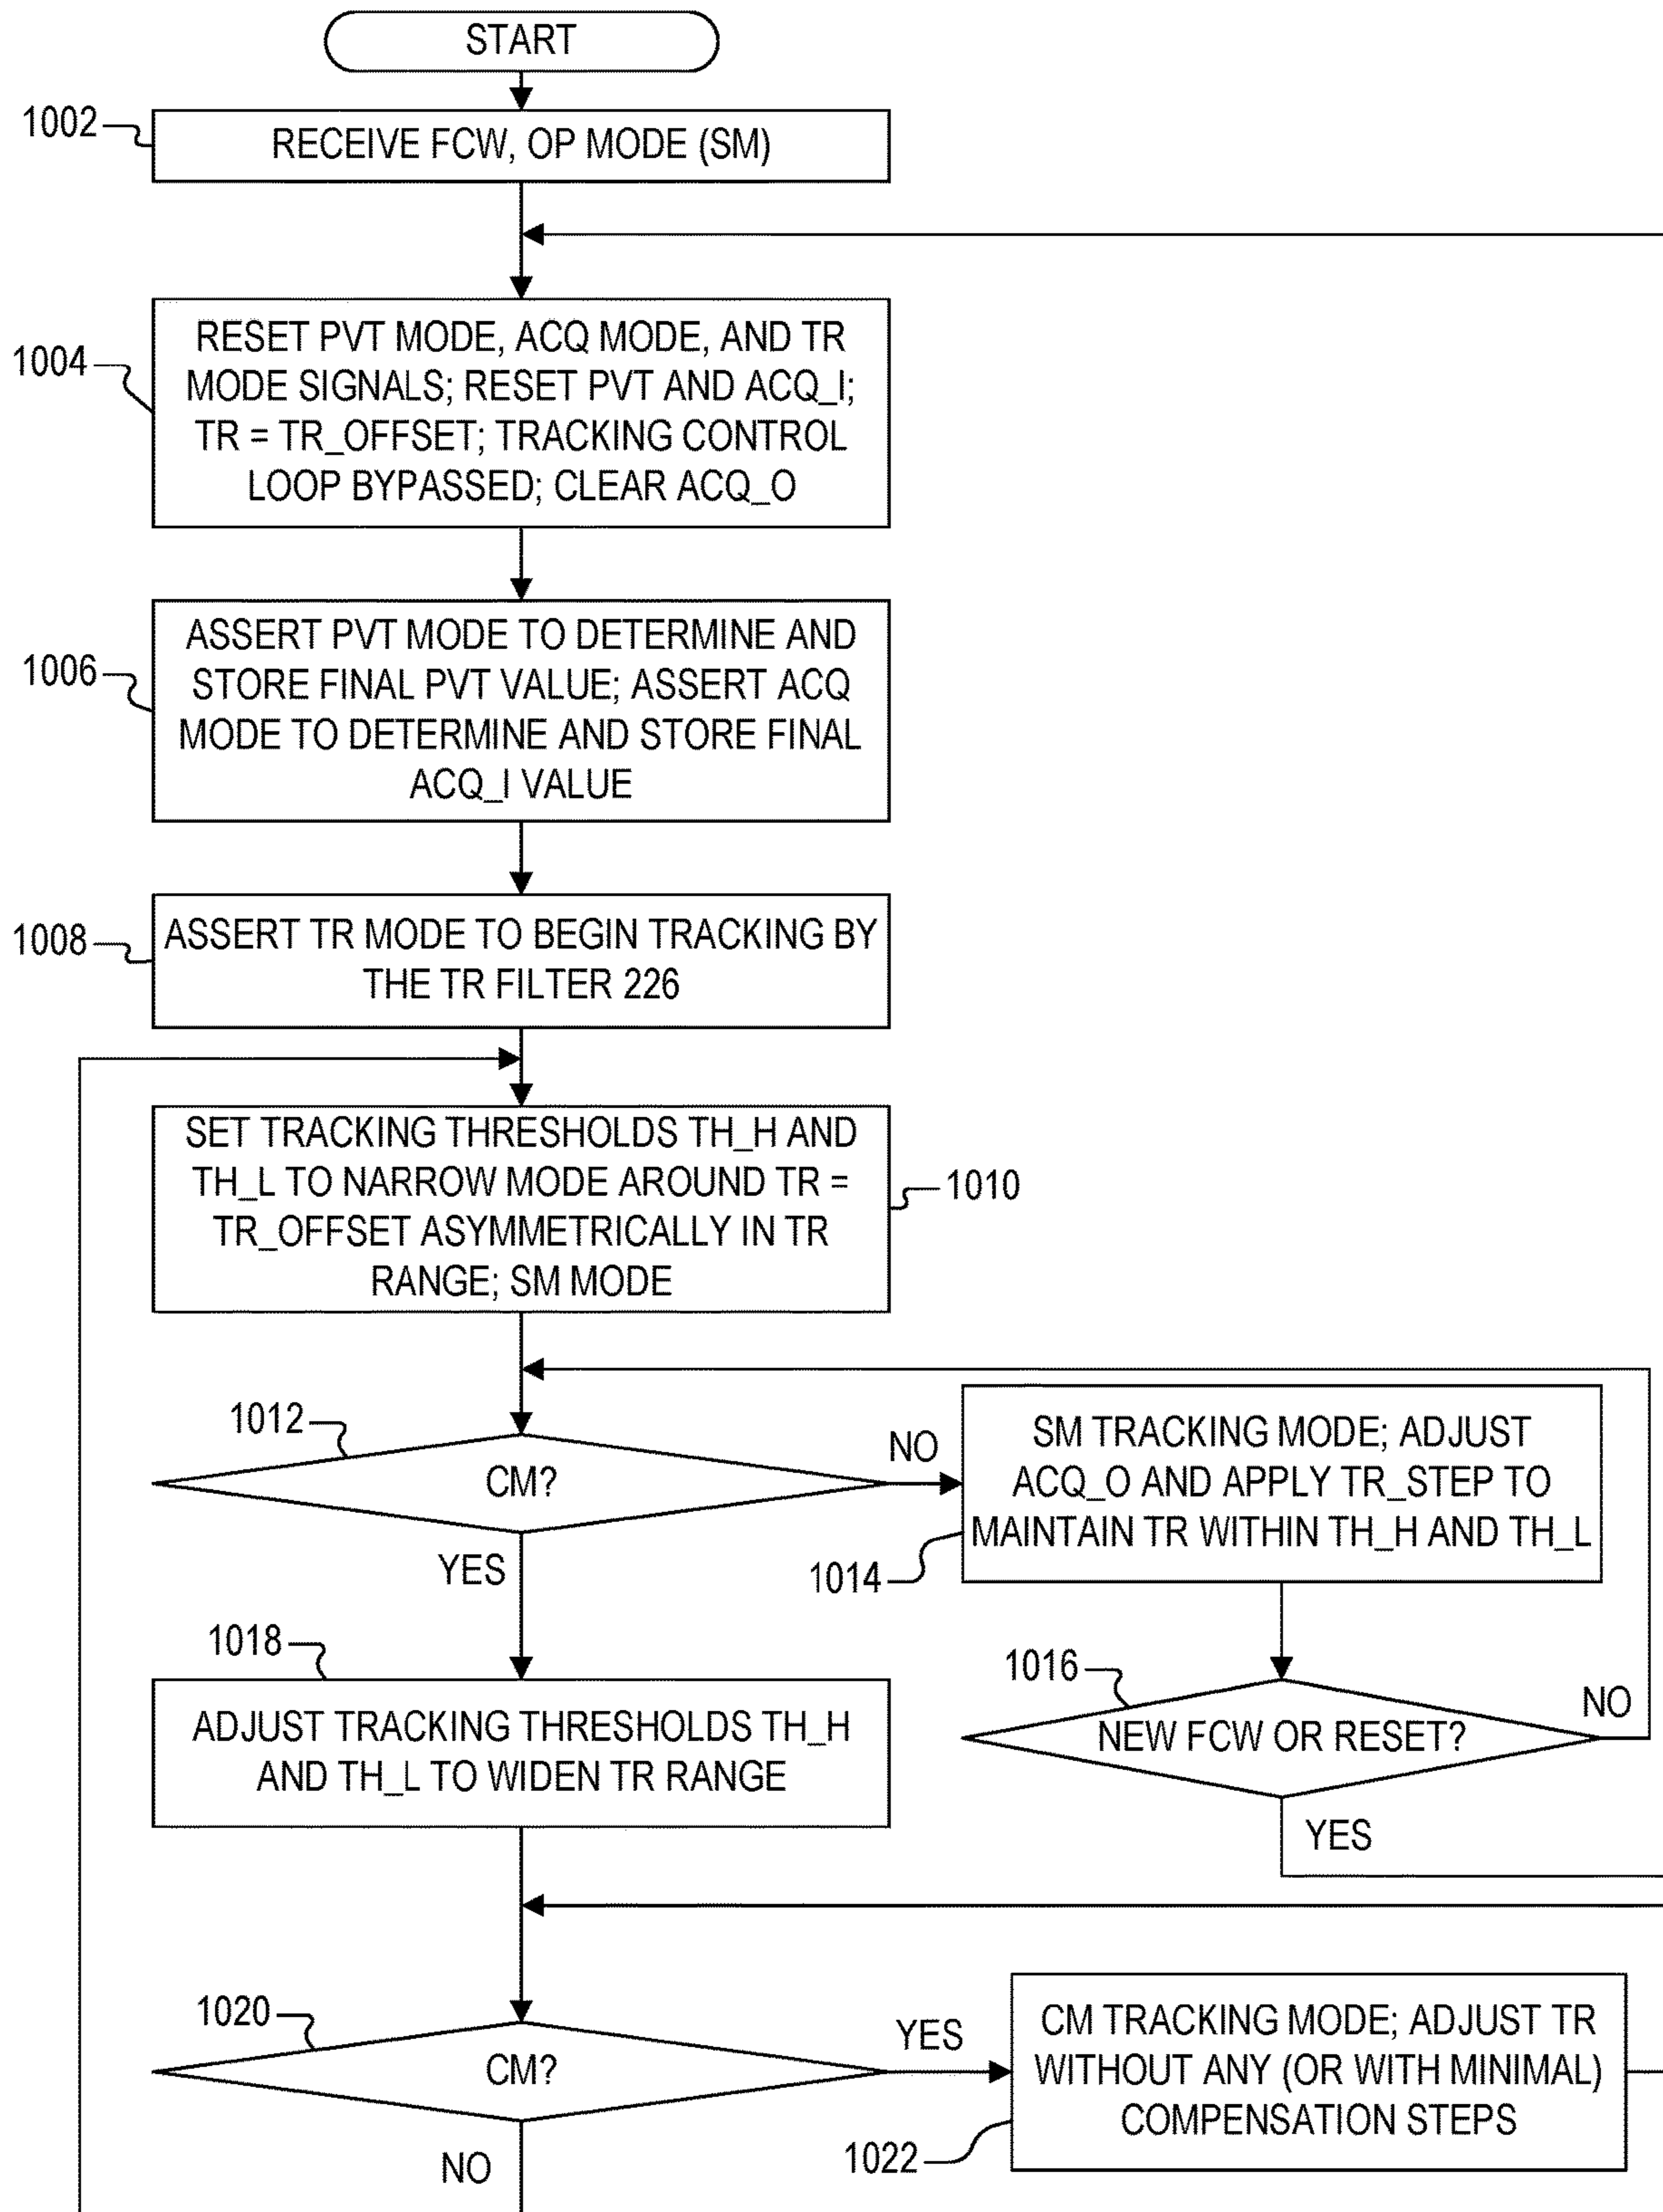 START
1002
RECEIVE FCW, OP MODE (SM)
1004
RESET PVT MODE, ACQ MODE, AND TR
MODE SIGNALS; RESET PVT AND ACQ_I;
TR = TR_OFFSET; TRACKING CONTROL
LOOP BYPASSED; CLEAR ACQ_O
1006
ASSERT PVT MODE TO DETERMINE AND
STORE FINAL PVT VALUE; ASSERT ACQ
MODE TO DETERMINE AND STORE FINAL
ACQ_I VALUE
1008
ASSERT TR MODE TO BEGIN TRACKING BY
THE TR FILTER 226
SET TRACKING THRESHOLDS TH_H AND
TH_L TO NARROW MODE AROUND TR =
TR_OFFSET ASYMMETRICALLY IN TR
RANGE; SM MODE
1010
1012
CM?
NO
YES
SM TRACKING MODE; ADJUST
ACQ_O AND APPLY TR_STEP TO
MAINTAIN TR WITHIN TH_H AND TH_L
1014
1016
NEW FCW OR RESET?
NO
YES
1018
ADJUST TRACKING THRESHOLDS TH_H
AND TH_L TO WIDEN TR RANGE
1020
CM?
YES
NO
CM TRACKING MODE; ADJUST TR
WITHOUT ANY (OR WITH MINIMAL)
COMPENSATION STEPS
1022